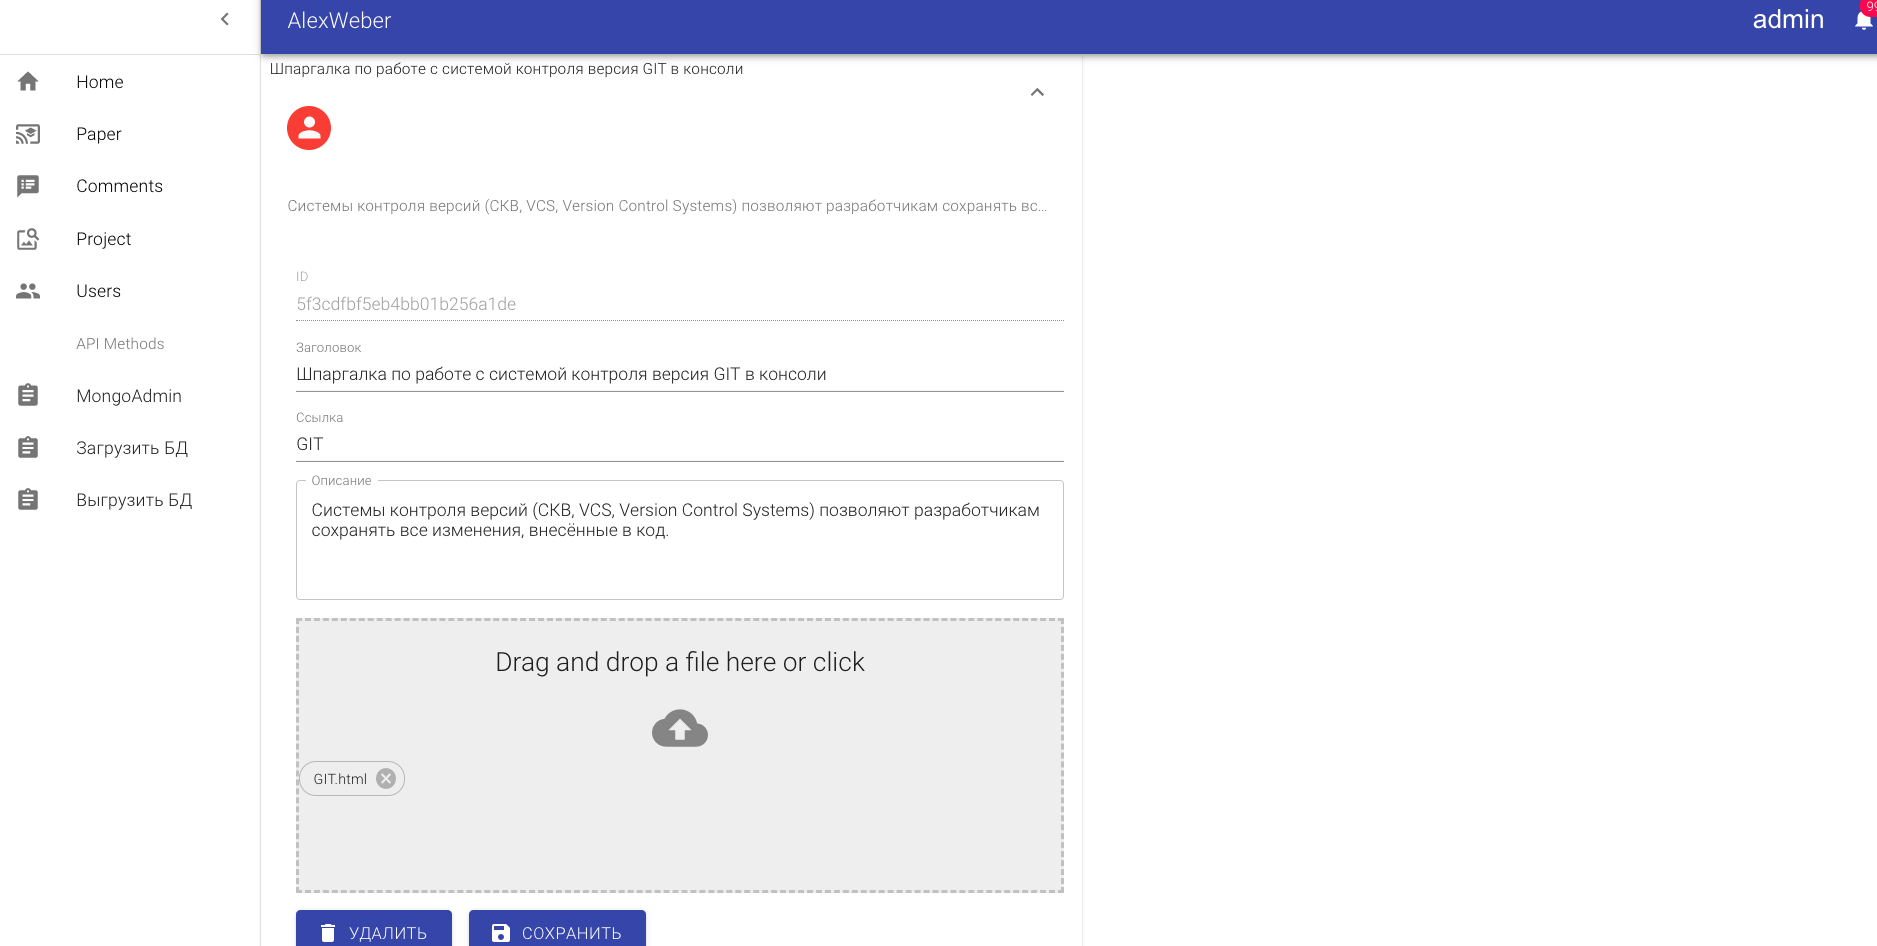 AlexWeber
admin
99
Home
Paper
Comments
Project
Users
API Methods
MongoAdmin
Загрузить БД
Выгрузить БД
Шпаргалка по работе с системой контроля версия GIT в консоли
Системы контроля версий (СКВ, VCS, Version Control Systems) позволяют разработчикам сохранять вс...
ID
5f3cdfbf5eb4bb01b256a1de
Заголовок
Шпаргалка по работе с системой контроля версия GIT в консоли
Ссылка
GIT
Описание
Системы контроля версий (СКВ, VCS, Version Control Systems) позволяют разработчикам
сохранять все изменения, внесённые в код.
Drag and drop a file here or click
GIT.html
УДАЛИТЬ
СОХРАНИТЬ